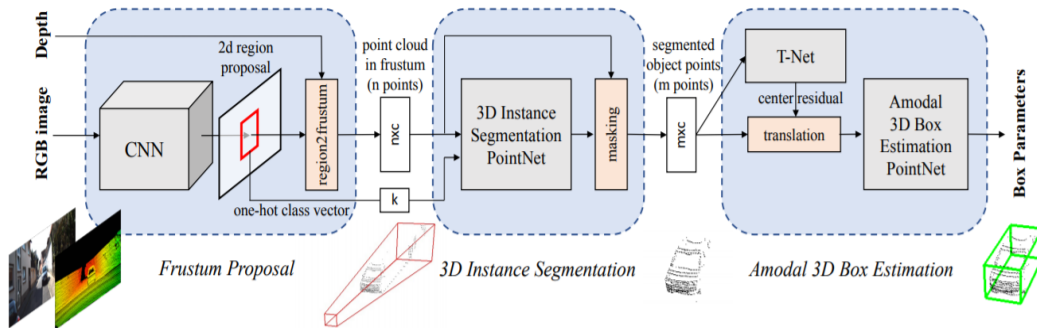 Depth
RGB image
2d region
proposal
CNN
region2frustum
one-hot class vector
Frustum Proposal
point cloud
in frustum
(n points)
nxc
k
3D Instance
Segmentation
PointNet
masking
3D Instance Segmentation
segmented
object points
(m points)
mxc
T-Net
center residual
translation
Amodal
3D Box
Estimation
PointNet
Amodal 3D Box Estimation
Box Parameters